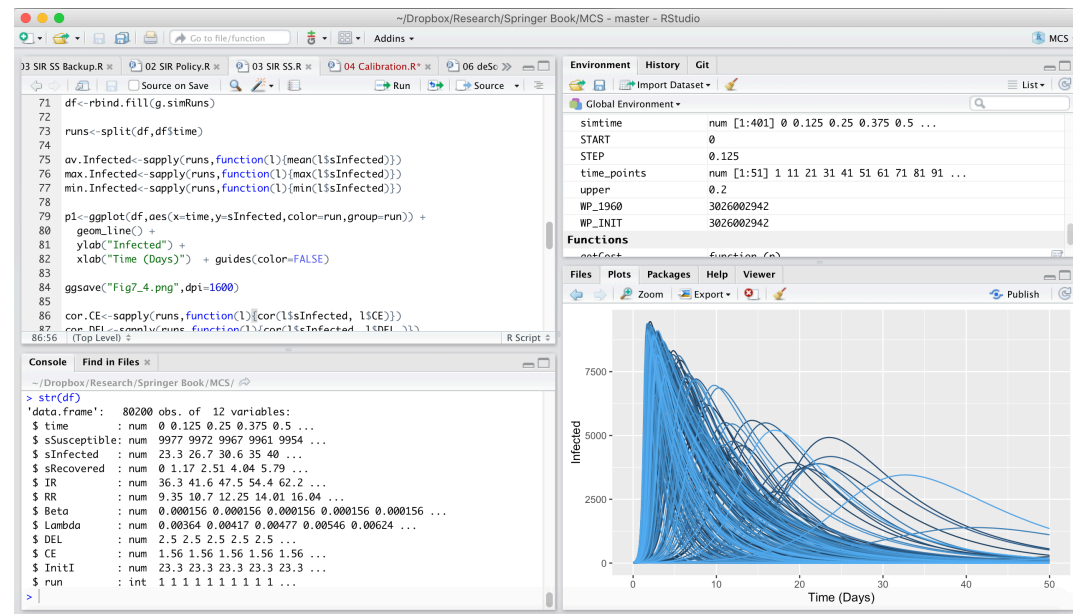 ~/Dropbox/Research/Springer Book/MCS - master - RStudio
Go to file/function
Addins
MCS
03 SIR SS Backup.R
02 SIR Policy.R
03 SIR SS.R
04 Calibration.R*
06 deSc
Source on Save
Run
Source
71 df<-rbind.fill(g.simRuns)
72
73 runs<-split(df,df$time)
74
75 av.Infected<-sapply(runs,function(l){mean(l$sInfected)})
76 max.Infected<-sapply(runs,function(l){max(l$sInfected)})
77 min.Infected<-sapply(runs,function(l){min(l$sInfected)})
78
79 p1<-ggplot(df,aes(x=time,y=sInfected,color=run,group=run)) +
80 geom_line() +
81 ylab("Infected") +
82 xlab("Time (Days)") + guides(color=FALSE)
83
84 ggsave("Fig7_4.png",dpi=1600)
85
86 cor.CE<-sapply(runs,function(l){cor(l$sInfected, l$CE)})
87 cor.DEL<-sapply(runs,function(l){cor(l$sInfected, l$DEL )})
86:56 (Top Level) R Script
Console Find in Files
~/Dropbox/Research/Springer Book/MCS/
> str(df)
'data.frame': 80200 obs. of 12 variables:
$ time : num 0 0.125 0.25 0.375 0.5 ...
$ sSusceptible: num 9977 9972 9967 9961 9954 ...
$ sInfected : num 23.3 26.7 30.6 35 40 ...
$ sRecovered : num 0 1.17 2.51 4.04 5.79 ...
$ IR : num 36.3 41.6 47.5 54.4 62.2 ...
$ RR : num 9.35 10.7 12.25 14.01 16.04 ...
$ Beta : num 0.000156 0.000156 0.000156 0.000156 0.000156 ...
$ Lambda : num 0.00364 0.00417 0.00477 0.00546 0.00624 ...
$ DEL : num 2.5 2.5 2.5 2.5 2.5 ...
$ CE : num 1.56 1.56 1.56 1.56 1.56 ...
$ InitI : num 23.3 23.3 23.3 23.3 23.3 ...
$ run : int 1 1 1 1 1 1 1 1 1 1 ...
>
Environment History Git
Import Dataset List
Global Environment
simtime num [1:401] 0 0.125 0.25 0.375 0.5 ...
START 0
STEP 0.125
time_points num [1:51] 1 11 21 31 41 51 61 71 81 91 ...
upper 0.2
WP_1960 3026002942
WP_INIT 3026002942
Functions
getCost function (p)
Files Plots Packages Help Viewer
Zoom Export Publish
Infected
7500
5000
2500
0
0 10 20 30 40 50
Time (Days)